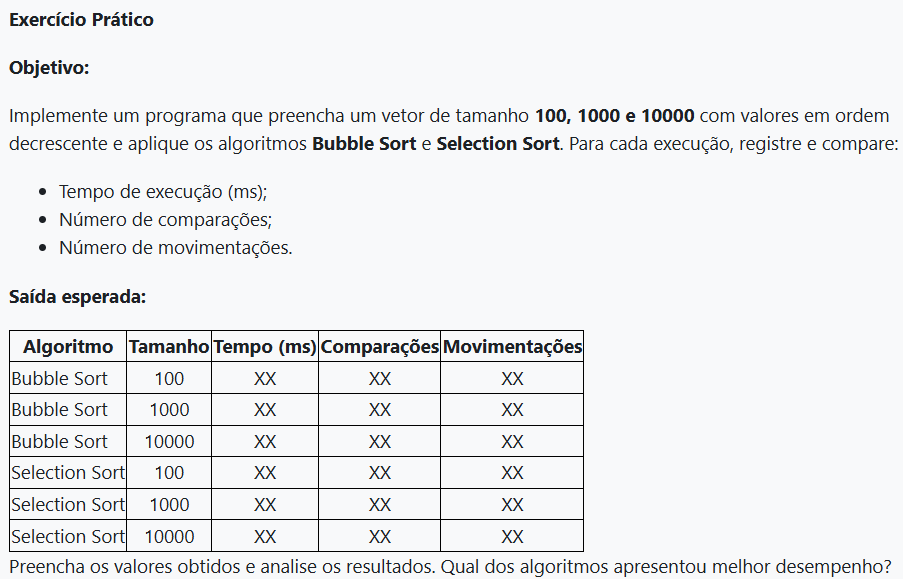 Exercício Prático
Objetivo:
Implemente um programa que preencha um vetor de tamanho 100, 1000 e 10000 com valores em ordem
decrescente e aplique os algoritmos Bubble Sort e Selection Sort. Para cada execução, registre e compare:
• Tempo de execução (ms);
• Número de comparações;
• Número de movimentações.
Saída esperada:
Algoritmo Tamanho Tempo (ms) Comparações Movimentações
Bubble Sort 100 XX XX XX
Bubble Sort 1000 XX XX XX
Bubble Sort 10000 XX XX XX
Selection Sort 100 XX XX XX
Selection Sort 1000 XX XX XX
Selection Sort 10000 XX XX XX
Preencha os valores obtidos e analise os resultados. Qual dos algoritmos apresentou melhor desempenho?